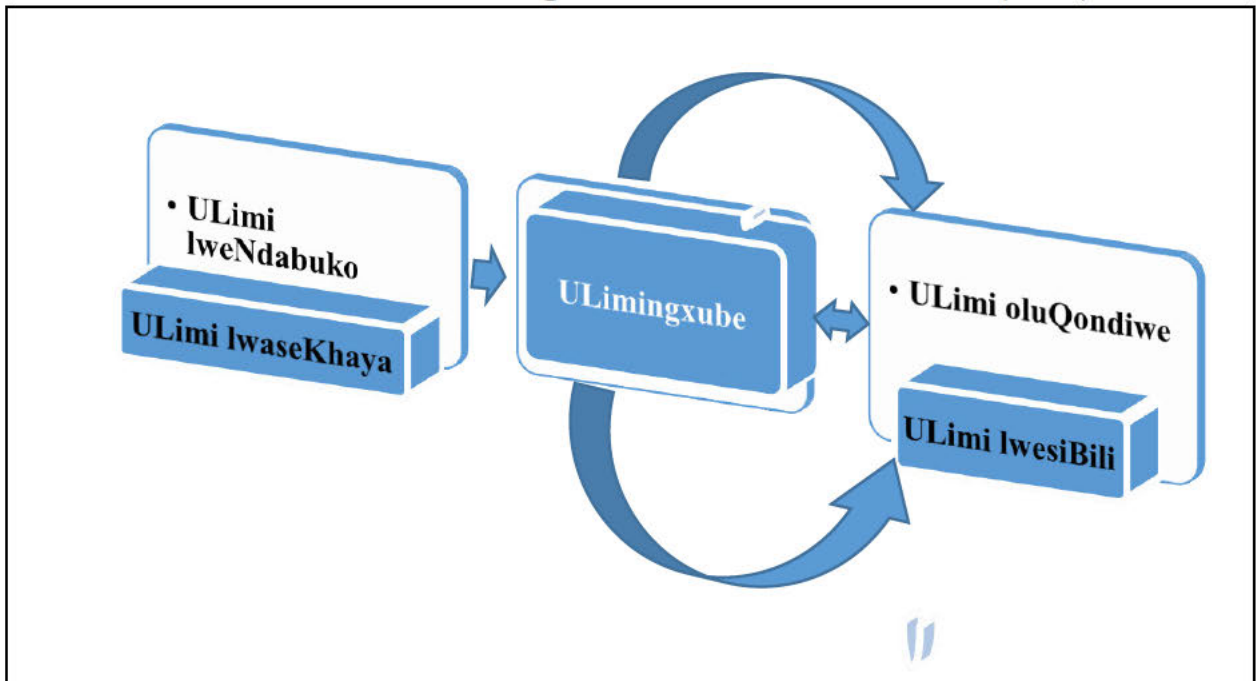 • ULimi
lweNdabuko
ULimi lwaseKhaya
ULimingxube
• ULimi oluQondiwe
ULimi lwesiBili